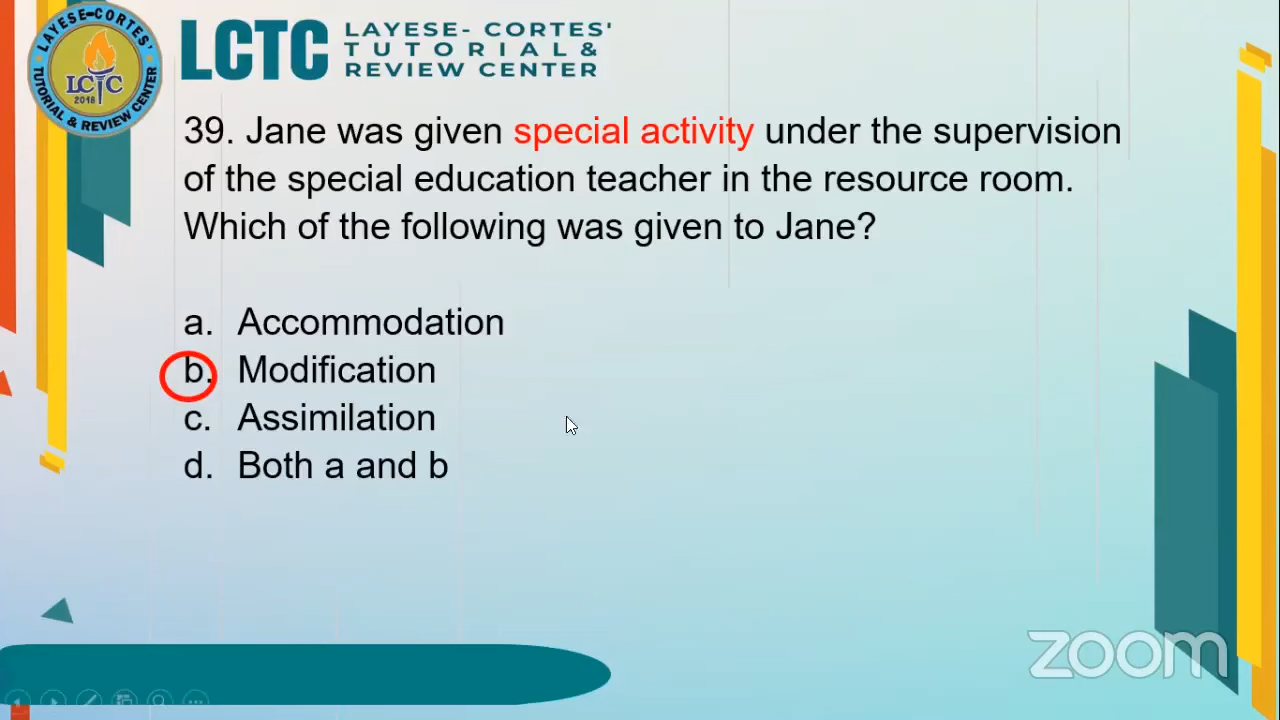 LAYESE-CORTES'
LCTC
2018
TUTORIAL & REVIEW CENTER
LCTC
LAYESE- CORTES'
TUTORIAL &
REVIEW CENTER
39. Jane was given special activity under the supervision
of the special education teacher in the resource room.
Which of the following was given to Jane?
a. Accommodation
b. Modification
c. Assimilation
d. Both a and b
zoom